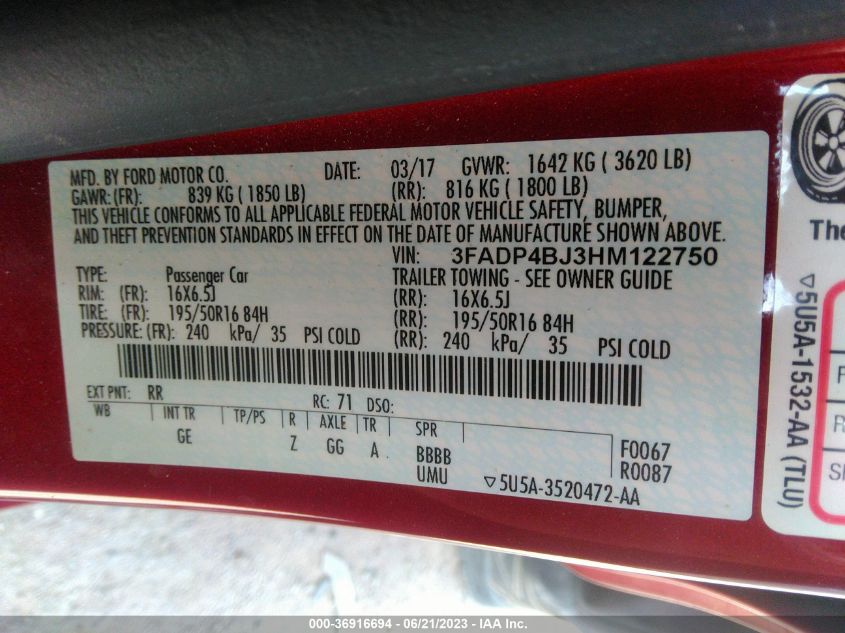 MFD. BY FORD MOTOR CO. DATE: 03/17 GVWR: 1642 KG ( 3620 LB)
GAWR: (FR): 839 KG ( 1850 LB) (RR): 816 KG ( 1800 LB)
THIS VEHICLE CONFORMS TO ALL APPLICABLE FEDERAL MOTOR VEHICLE SAFETY, BUMPER,
AND THEFT PREVENTION STANDARDS IN EFFECT ON THE DATE OF MANUFACTURE SHOWN ABOVE.
VIN: 3FADP4BJ3HM122750
TYPE: Passenger Car TRAILER TOWING - SEE OWNER GUIDE
RIM: (FR): 16X6.5J (RR): 16X6.5J
TIRE: (FR): 195/50R16 84H (RR): 195/50R16 84H
PRESSURE: (FR): 240 kPa/ 35 PSI COLD (RR): 240 kPa/ 35 PSI COLD
EXT PNT: RR RC: 71 DSO:
WB INT TR TP/PS R AXLE TR SPR
GE Z GG A BBBB F0067
UMU R0087
▽5U5A-3520472-AA
The
▽5U5A-1532-AA (TLU)
F
R
000-36916694 - 06/21/2023 - IAAI.com